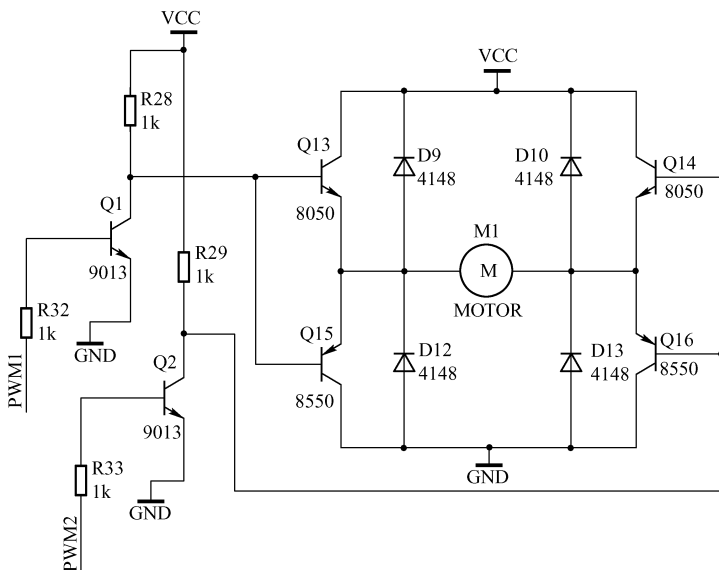 VCC
VCC
R28
1k
Q13
D9
4148
D10
4148
Q14
8050
8050
Q1
9013
R29
1k
M1
M
MOTOR
R32
1k
GND
PWM1
Q2
9013
Q15
8550
D12
4148
D13
4148
Q16
8550
R33
1k
GND
GND
PWM2